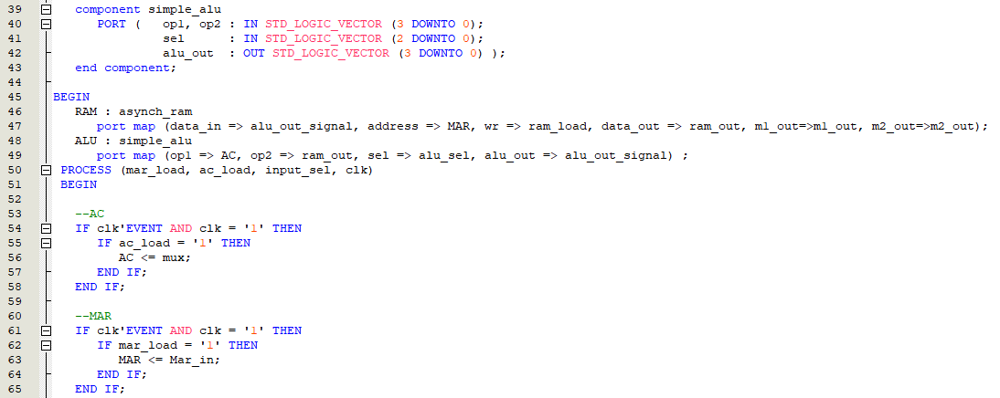 39 component simple_alu
40 PORT ( op1, op2 : IN STD_LOGIC_VECTOR (3 DOWNTO 0);
41 sel : IN STD_LOGIC_VECTOR (2 DOWNTO 0);
42 alu_out : OUT STD_LOGIC_VECTOR (3 DOWNTO 0) );
43 end component;
44
45 BEGIN
46 RAM : asynch_ram
47 port map (data_in => alu_out_signal, address => MAR, wr => ram_load, data_out => ram_out, m1_out=>m1_out, m2_out=>m2_out);
48 ALU : simple_alu
49 port map (op1 => AC, op2 => ram_out, sel => alu_sel, alu_out => alu_out_signal) ;
50 PROCESS (mar_load, ac_load, input_sel, clk)
51 BEGIN
52
53 --AC
54 IF clk'EVENT AND clk = '1' THEN
55 IF ac_load = '1' THEN
56 AC <= mux;
57 END IF;
58 END IF;
59
60 --MAR
61 IF clk'EVENT AND clk = '1' THEN
62 IF mar_load = '1' THEN
63 MAR <= Mar_in;
64 END IF;
65 END IF;